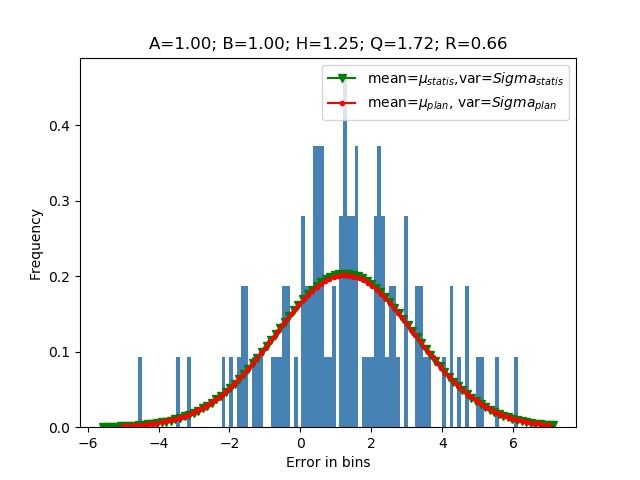 A=1.00; B=1.00; H=1.25; Q=1.72; R=0.66
mean=μstatis,var=Sigmastatis
mean=μplan, var=Sigmaplan
0.4
0.3
0.2
0.1
0.0
Frequency
−6 −4 −2 0 2 4 6
Error in bins